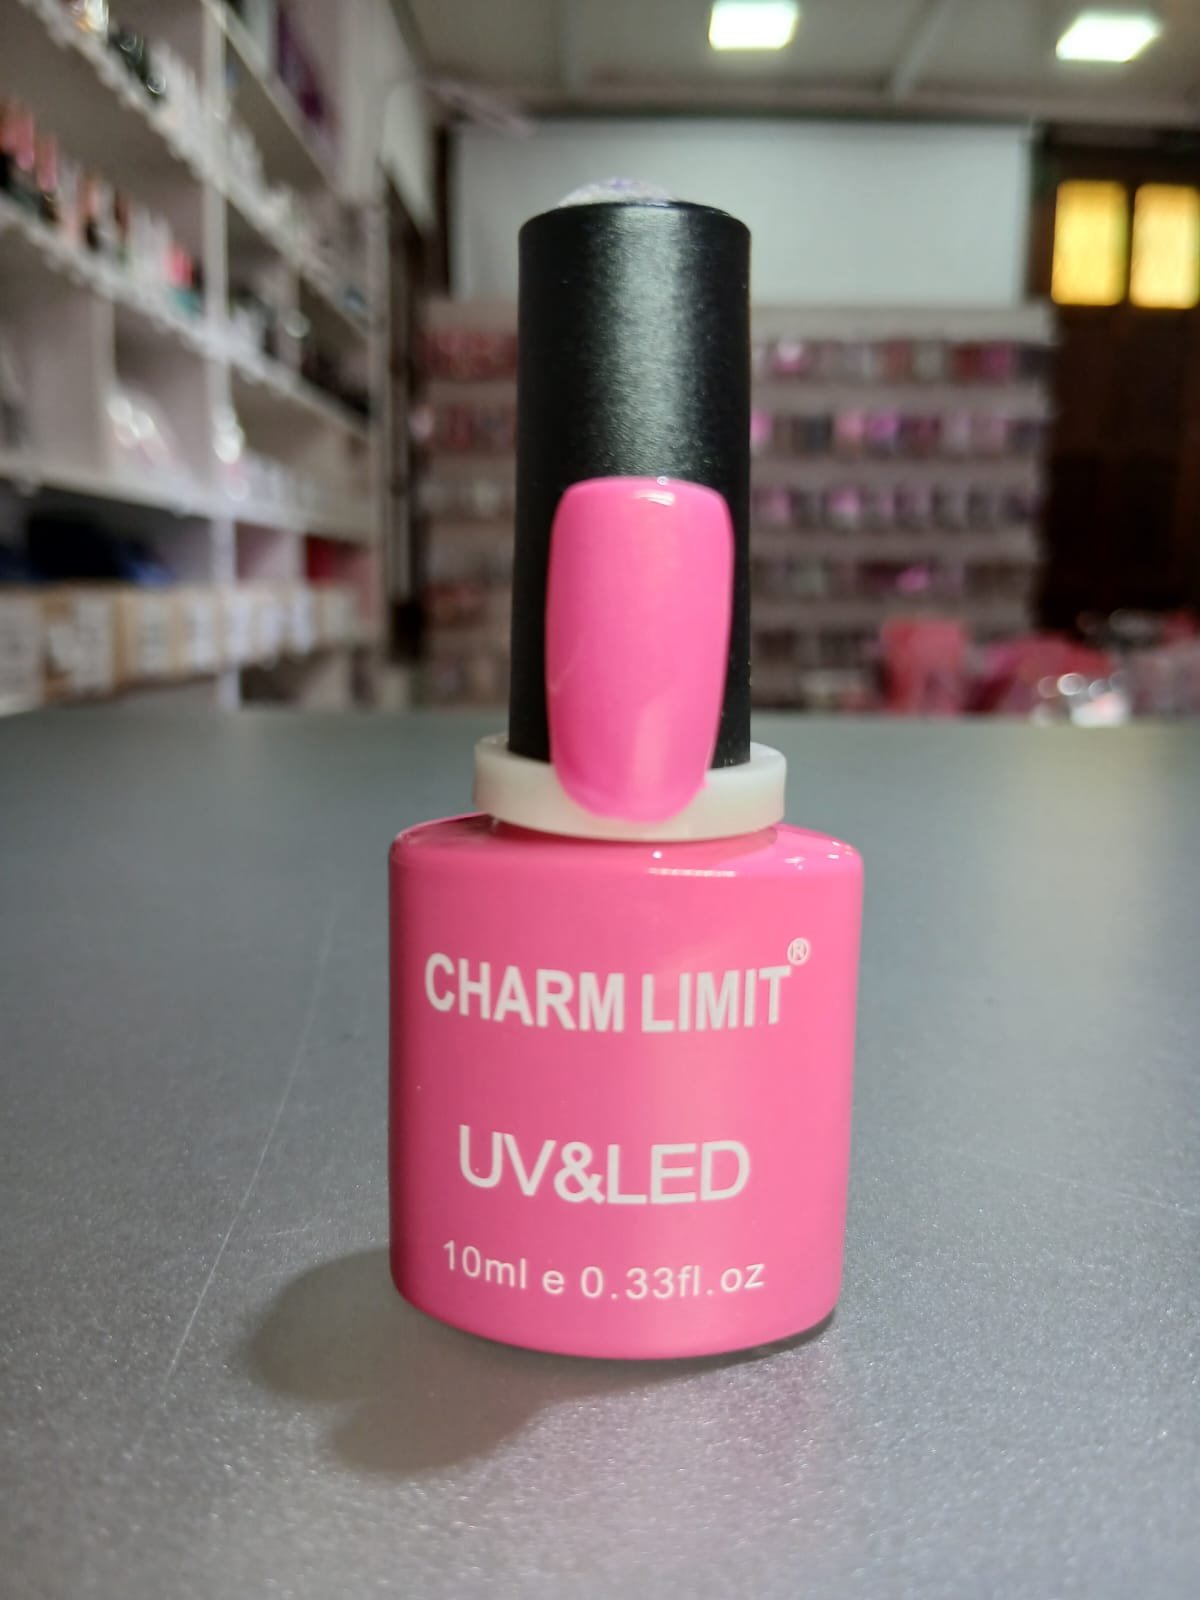 CHARM LIMIT®
UV&LED
10ml e 0.33fl.oz